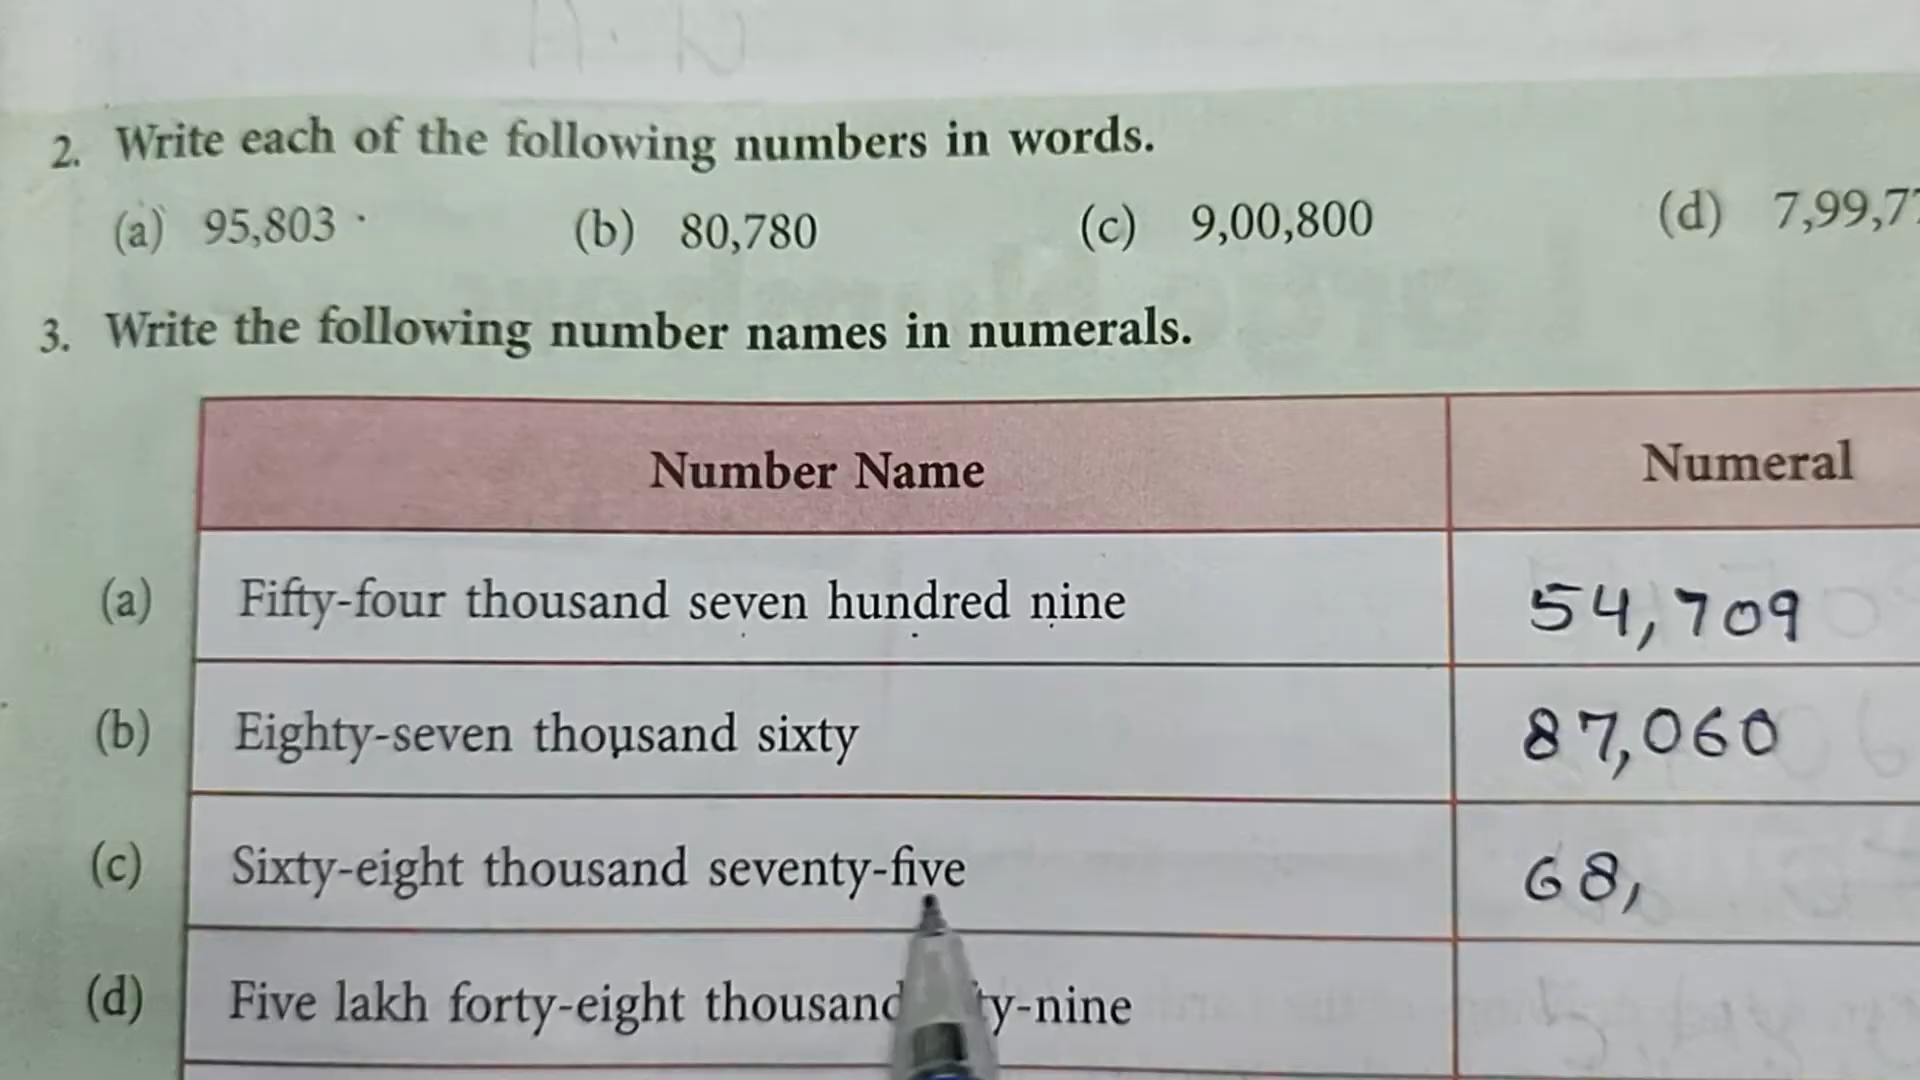 2. Write each of the following numbers in words.
(a) 95,803 (b) 80,780 (c) 9,00,800 (d) 7,99,7
3. Write the following number names in numerals.
Number Name Numeral
(a) Fifty-four thousand seven hundred nine 54,709
(b) Eighty-seven thousand sixty 87,060
(c) Sixty-eight thousand seventy-five 68,
(d) Five lakh forty-eight thousand ty-nine